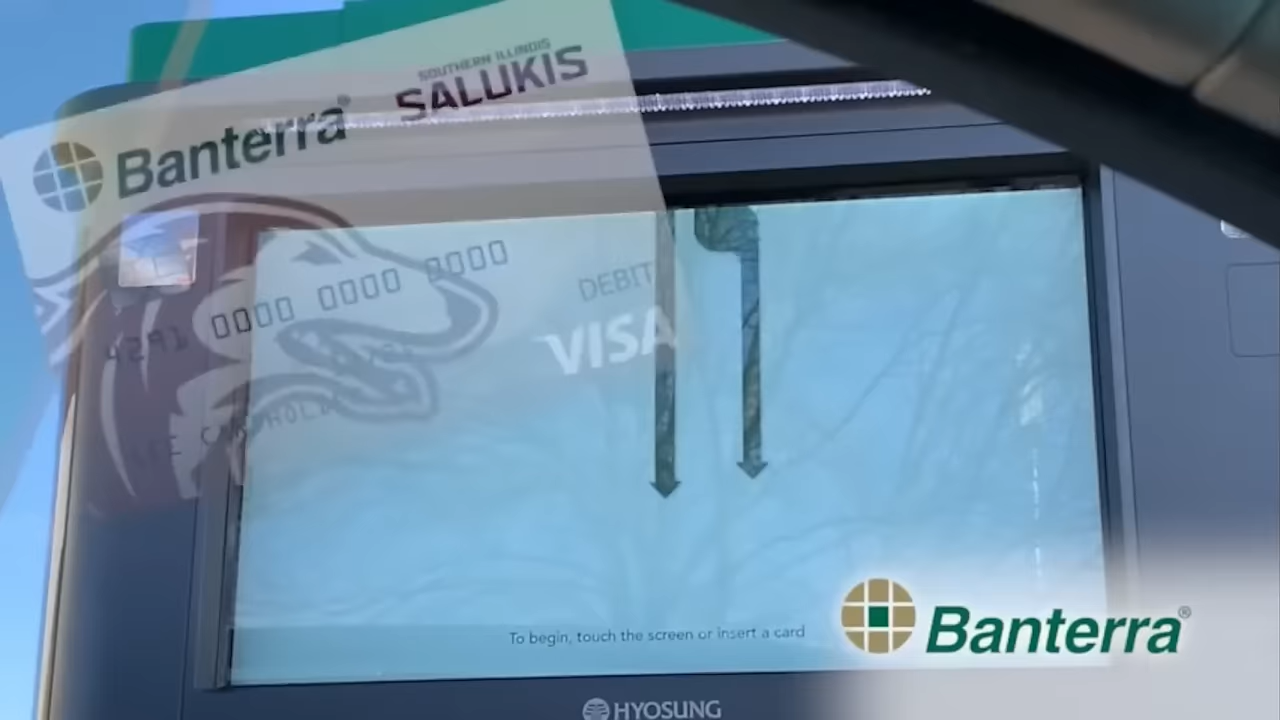 SOUTHERN ILLINOIS
SALUKIS
Banterra®
0000 0000 0000
DEBIT
VISA
To begin, touch the screen or insert a card
Banterra®
HYOSUNG